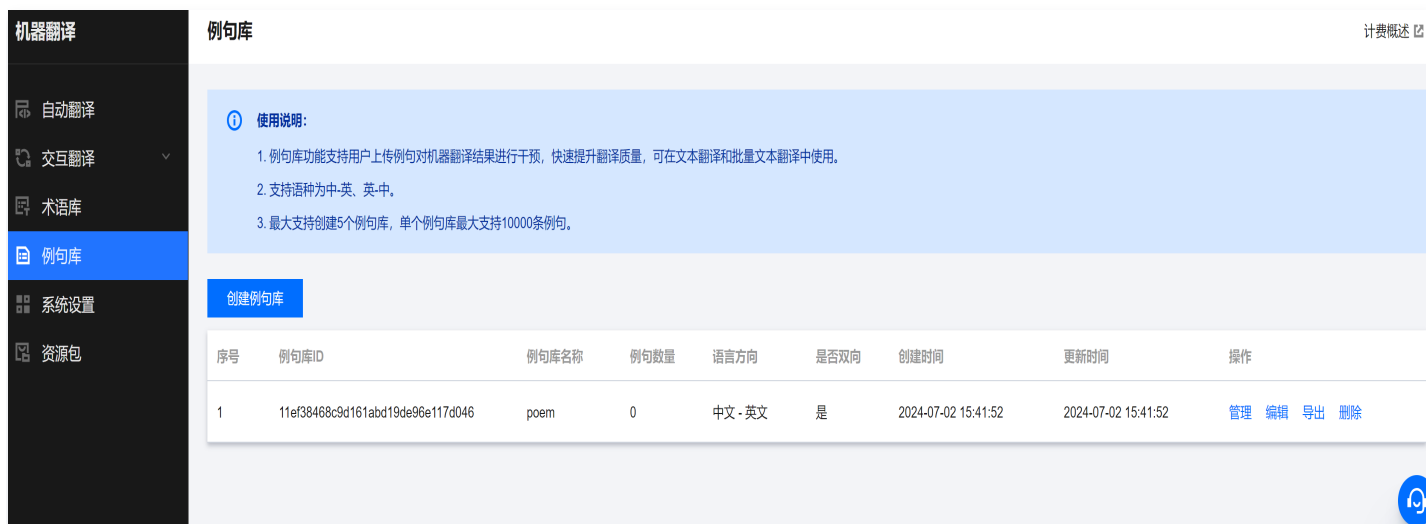 机器翻译
例句库
计费概述
自动翻译
交互翻译
术语库
例句库
系统设置
资源包
使用说明：
1. 例句库功能支持用户上传例句对机器翻译结果进行干预，快速提升翻译质量，可在文本翻译和批量文本翻译中使用。
2. 支持语种为中-英、英-中。
3. 最大支持创建5个例句库，单个例句库最大支持10000条例句。
创建例句库
序号 例句库ID 例句库名称 例句数量 语言方向 是否双向 创建时间 更新时间 操作
1 11ef38468c9d161abd19de96e117d046 poem 0 中文 - 英文 是 2024-07-02 15:41:52 2024-07-02 15:41:52 管理 编辑 导出 删除